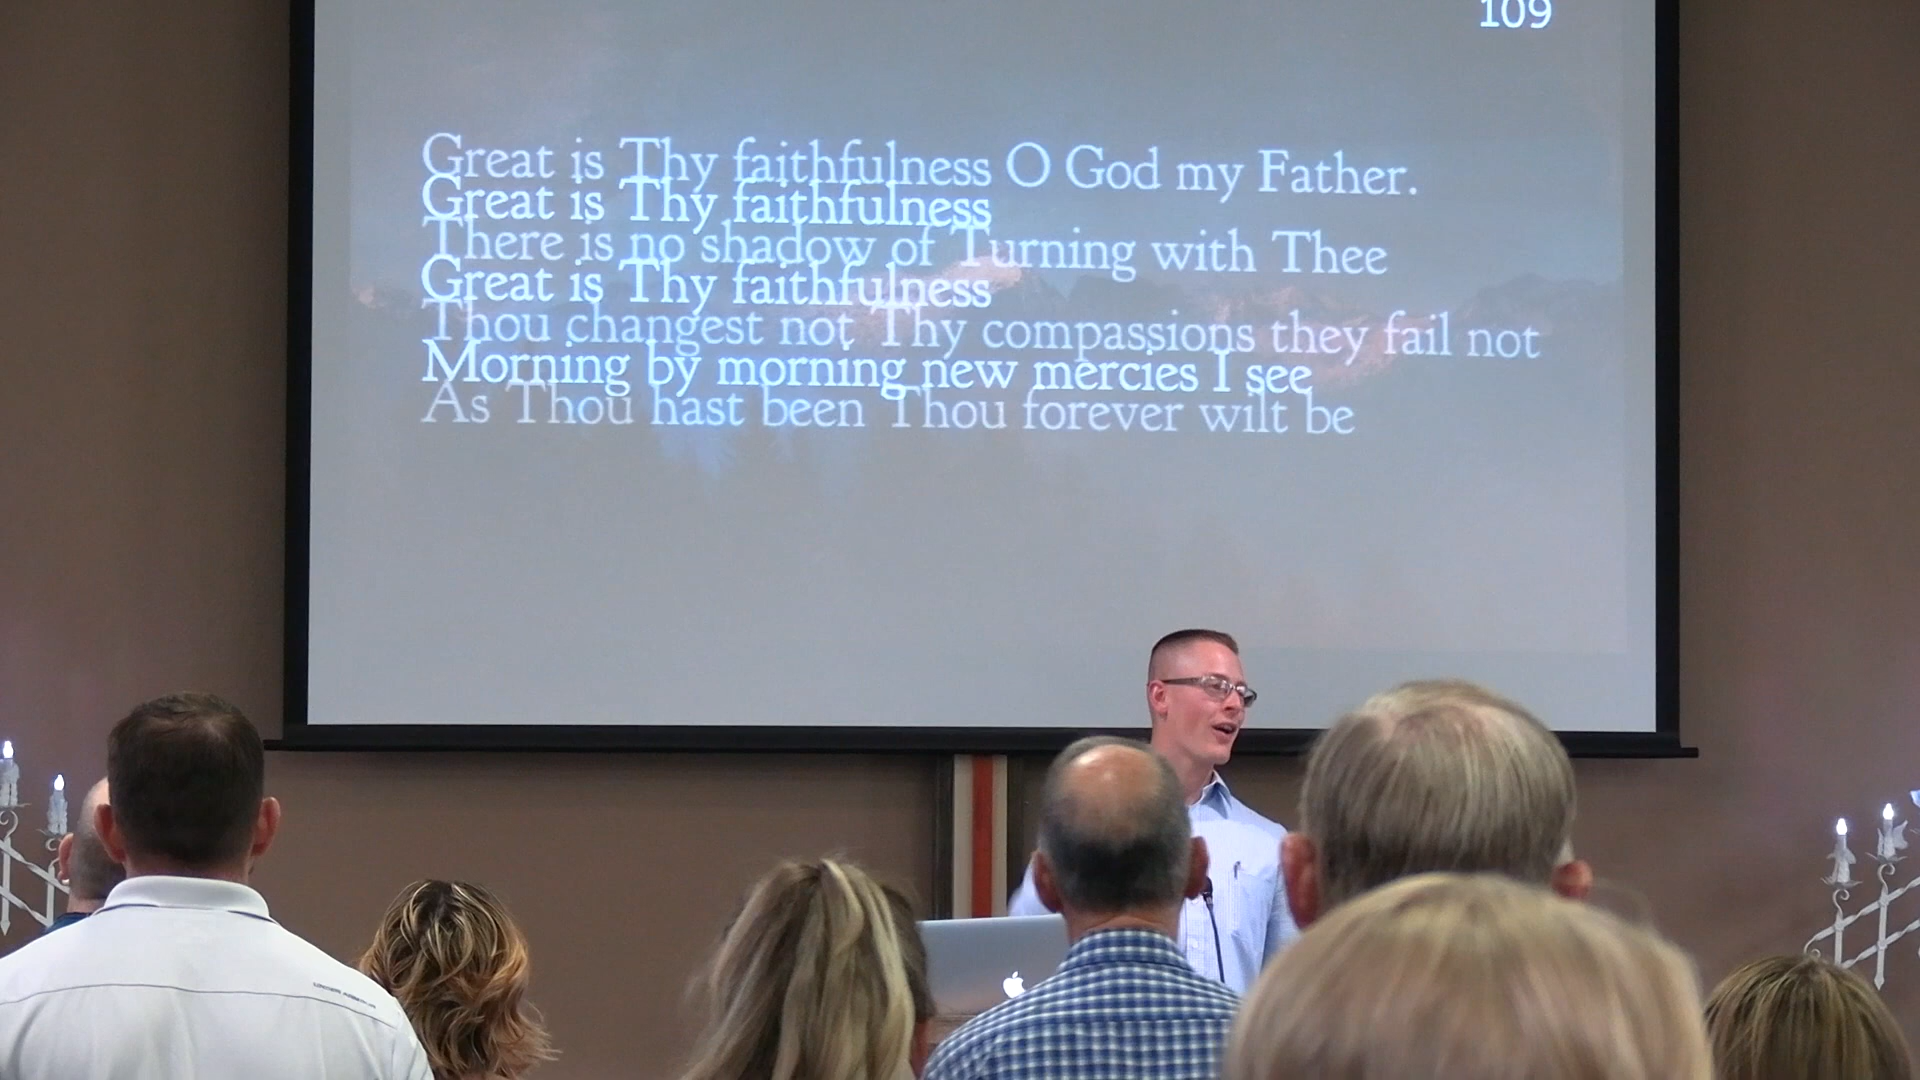 109
Great is Thy faithfulness O God my Father.
Great is Thy faithfulness
There is no shadow of Turning with Thee
Great is Thy faithfulness
Thou changest not Thy compassions they fail not
Morning by morning new mercies I see
As Thou hast been Thou forever wilt be